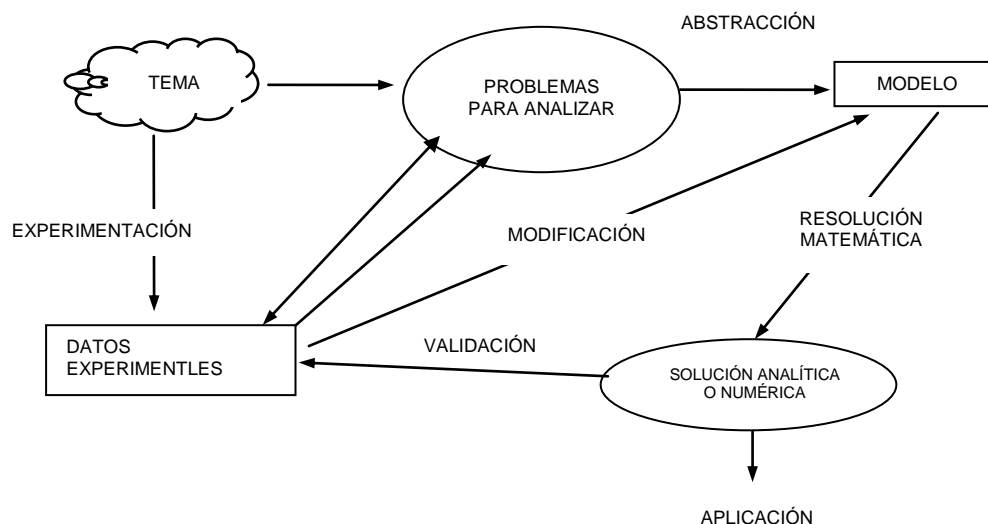 ABSTRACCIÓN
TEMA
PROBLEMAS
PARA ANALIZAR
MODELO
EXPERIMENTACIÓN
MODIFICACIÓN
RESOLUCIÓN
MATEMÁTICA
DATOS
EXPERIMENTLES
VALIDACIÓN
SOLUCIÓN ANALÍTICA
O NUMÉRICA
APLICACIÓN